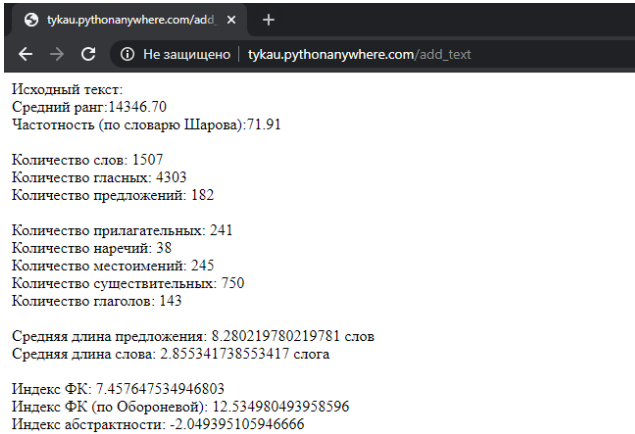 tykau.pythonanywhere.com/add_
Не защищено tykau.pythonanywhere.com/add_text
Исходный текст:
Средний ранг:14346.70
Частотность (по словарю Шарова):71.91
Количество слов: 1507
Количество гласных: 4303
Количество предложений: 182
Количество прилагательных: 241
Количество наречий: 38
Количество местоимений: 245
Количество существительных: 750
Количество глаголов: 143
Средняя длина предложения: 8.280219780219781 слов
Средняя длина слова: 2.855341738553417 слога
Индекс ФК: 7.457647534946803
Индекс ФК (по Обороневой): 12.534980493958596
Индекс абстрактности: -2.049395105946666